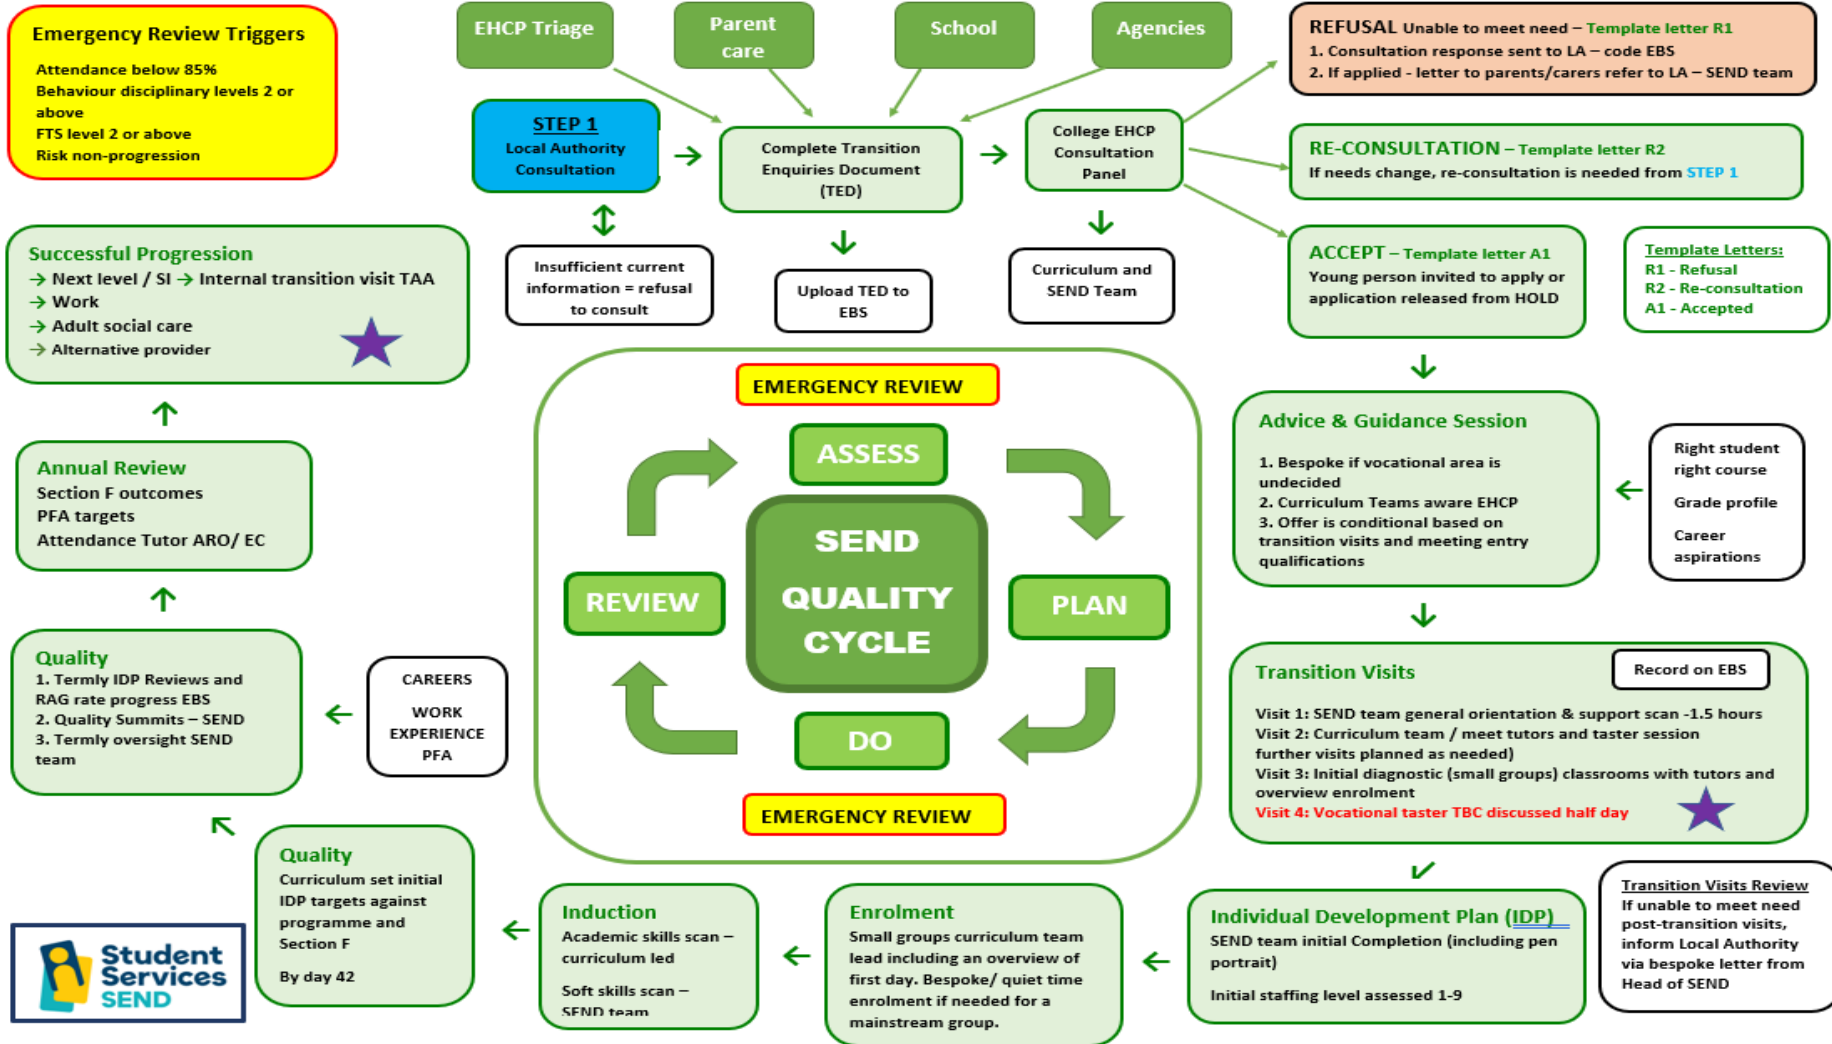 Emergency Review Triggers
Attendance below 85%
Behaviour disciplinary levels 2 or
above
FTS level 2 or above
Risk non-progression
EHCP Triage
Parent
care
School
Agencies
REFUSAL Unable to meet need – Template letter R1
1. Consultation response sent to LA – code EBS
2. If applied - letter to parents/carers refer to LA – SEND team
STEP 1
Local Authority
Consultation
Complete Transition
Enquiries Document
(TED)
College EHCP
Consultation
Panel
RE-CONSULTATION – Template letter R2
If needs change, re-consultation is needed from STEP 1
Insufficient current
information = refusal
to consult
Upload TED to
EBS
Curriculum and
SEND Team
ACCEPT – Template letter A1
Young person invited to apply or
application released from HOLD
Template Letters:
R1 - Refusal
R2 - Re-consultation
A1 - Accepted
Successful Progression
→ Next level / SI → Internal transition visit TAA
→ Work
→ Adult social care
→ Alternative provider
EMERGENCY REVIEW
ASSESS
SEND
QUALITY
CYCLE
PLAN
DO
REVIEW
EMERGENCY REVIEW
Advice & Guidance Session
1. Bespoke if vocational area is
undecided
2. Curriculum Teams aware EHCP
3. Offer is conditional based on
transition visits and meeting entry
qualifications
Right student
right course
Grade profile
Career
aspirations
Annual Review
Section F outcomes
PFA targets
Attendance Tutor ARO/ EC
Quality
1. Termly IDP Reviews and
RAG rate progress EBS
2. Quality Summits – SEND
3. Termly oversight SEND
team
CAREERS
WORK
EXPERIENCE
PFA
Transition Visits
Record on EBS
Visit 1: SEND team general orientation & support scan -1.5 hours
Visit 2: Curriculum team / meet tutors and taster session
further visits planned as needed)
Visit 3: Initial diagnostic (small groups) classrooms with tutors and
overview enrolment
Visit 4: Vocational taster TBC discussed half day
Transition Visits Review
If unable to meet need
post-transition visits,
inform Local Authority
via bespoke letter from
Head of SEND
Individual Development Plan (IDP)
SEND team initial Completion (including pen
portrait)
Initial staffing level assessed 1-9
Enrolment
Small groups curriculum team
lead including an overview of
first day. Bespoke/ quiet time
enrolment if needed for a
mainstream group.
Induction
Academic skills scan –
curriculum led
Soft skills scan –
SEND team
Quality
Curriculum set initial
IDP targets against
programme and
Section F
By day 42
Student
Services
SEND